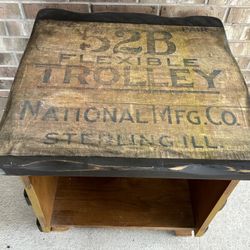 52B
FLEXIBLE
TROLLEY
NATIONAL MFG. CO.
STERLING ILL.